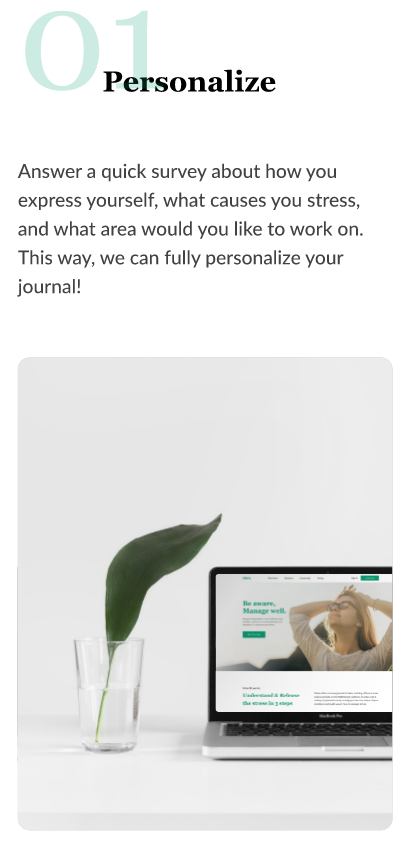 01
Personalize
Answer a quick survey about how you
express yourself, what causes you stress,
and what area would you like to work on.
This way, we can fully personalize your
journal!
Be aware,
Manage well.
Understand & Release
the stress in 3 steps
MacBook Pro